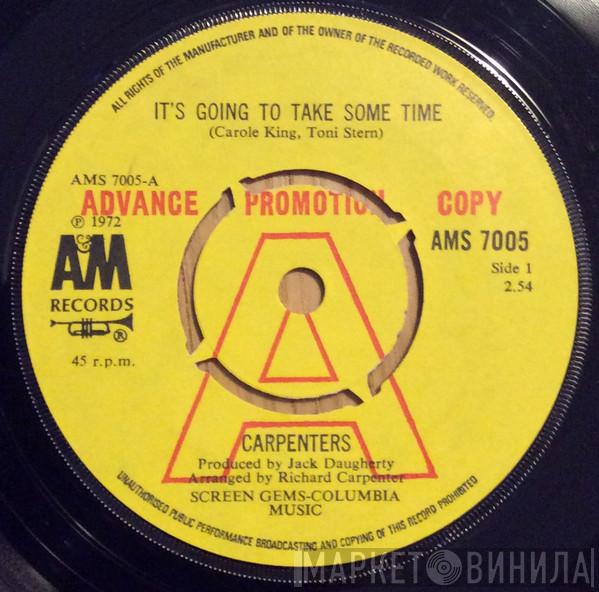 ALL RIGHTS OF THE MANUFACTURER AND OF THE OWNER OF THE RECORDED WORK RESERVED.
IT'S GOING TO TAKE SOME TIME
(Carole King, Toni Stern)
AMS 7005-A
ADVANCE PROMOTION COPY
℗ 1972
AMS 7005
A&M
RECORDS
®
Side 1
2.54
45 r.p.m.
A
CARPENTERS
Produced by Jack Daugherty
Arranged by Richard Carpenter
SCREEN GEMS-COLUMBIA
MUSIC
UNAUTHORISED PUBLIC PERFORMANCE BROADCASTING AND COPYING OF THIS RECORD PROHIBITED
МАРКЕТОВИНИЛА